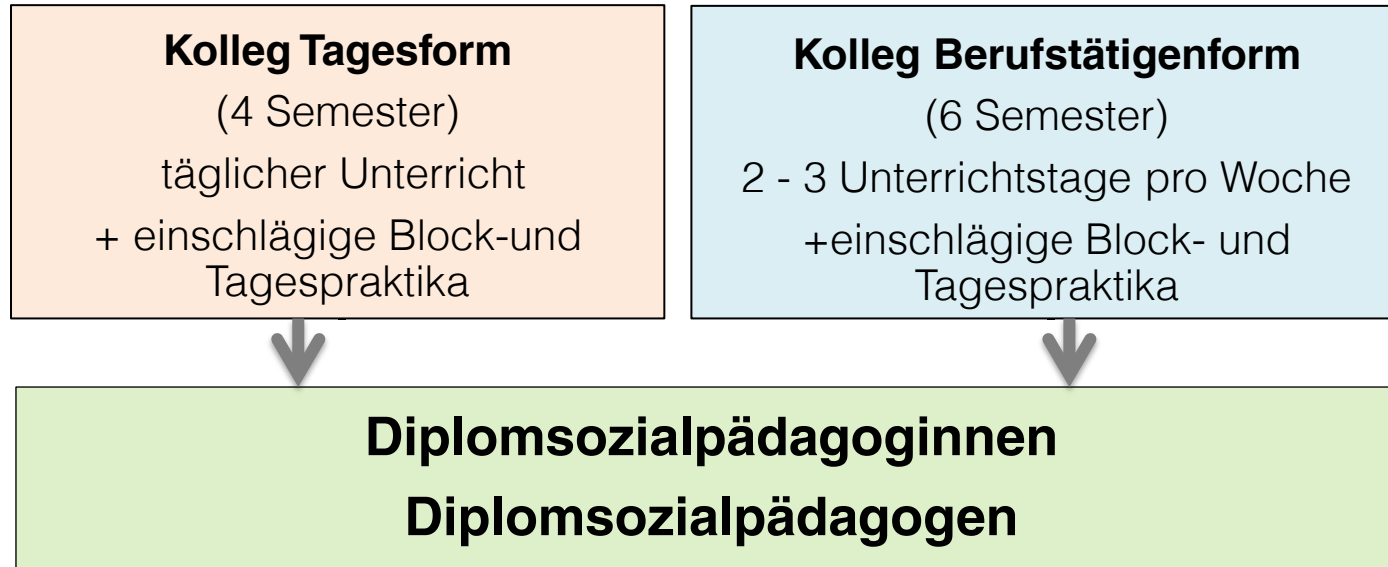 Kolleg Tagesform
(4 Semester)
täglicher Unterricht
+ einschlägige Block-und
Tagespraktika
Kolleg Berufstätigenform
(6 Semester)
2 - 3 Unterrichtstage pro Woche
+einschlägige Block- und
Tagespraktika
Diplomsozialpädagoginnen
Diplomsozialpädagogen